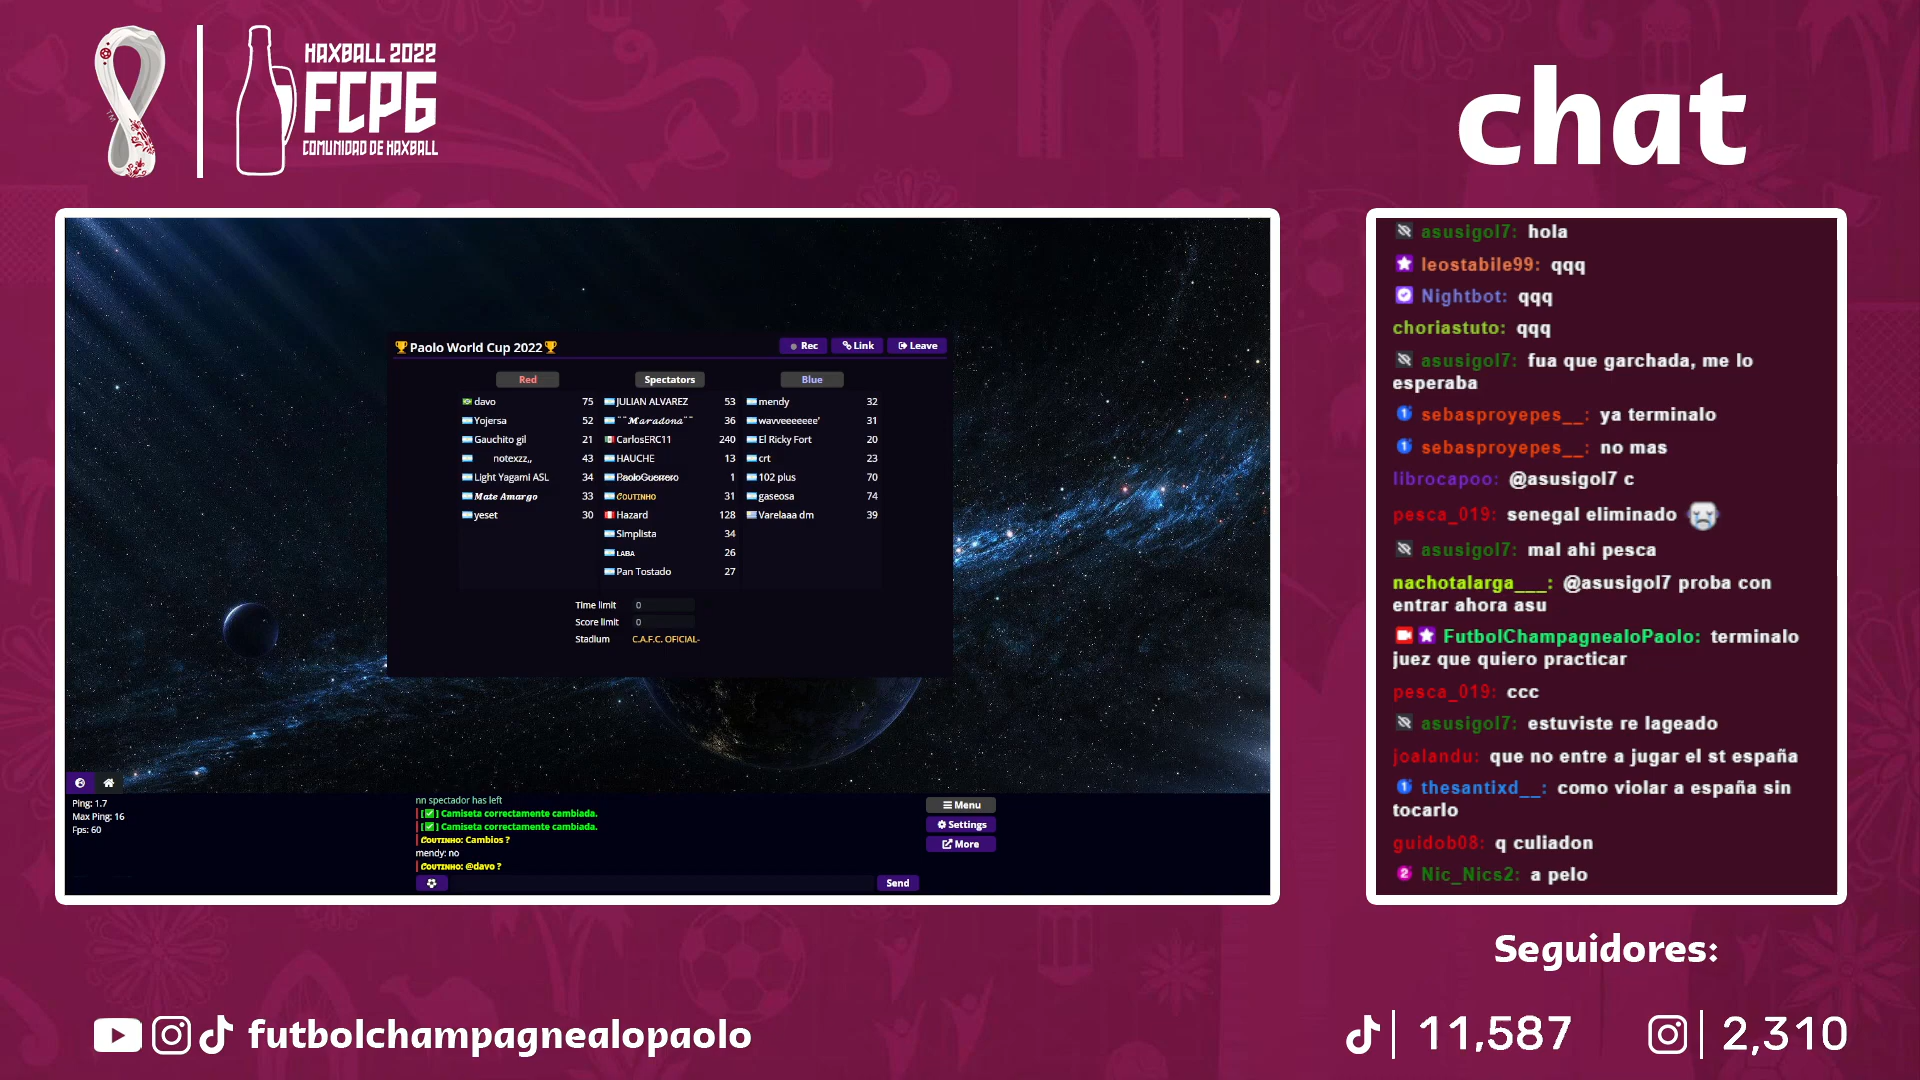 HAXBALL 2022
FCPG
COMUNIDAD DE HAXBALL
TM
chat
🏆Paolo World Cup 2022🏆
Rec
Link
Leave
Red
davo 75
Yojersa 52
Gauchito gil 21
notexzz,, 43
Light Yagami ASL 34
𝑴𝒂𝒕𝒆 𝑨𝒎𝒂𝒓𝒈𝒐 33
yeset 30
Spectators
JULIAN ALVAREZ 53
¨¨𝓜𝓪𝓻𝓪𝓭𝓸𝓷𝓪¨¨ 36
CarlosERC11 240
HAUCHE 13
PaoloGuerrero 1
Coutinho 31
Hazard 128
Simplista 34
LABA 26
Pan Tostado 27
Blue
mendy 32
wavveeeeeee' 31
El Ricky Fort 20
crt 23
102 plus 70
gaseosa 74
Varelaaa dm 39
Time limit 0
Score limit 0
Stadium C.A.F.C. OFICIAL-
Ping: 1.7
Max Ping: 16
Fps: 60
nn spectador has left
[✅] Camiseta correctamente cambiada.
[✅] Camiseta correctamente cambiada.
Coutinho: Cambios ?
mendy: no
Coutinho: @davo ?
Send
Menu
Settings
More
asusigol7: hola
leostabile99: qqq
Nightbot: qqq
choriastuto: qqq
asusigol7: fua que garchada, me lo
esperaba
sebasproyepes__: ya terminalo
sebasproyepes__: no mas
librocapoo: @asusigol7 c
pesca_019: senegal eliminado
asusigol7: mal ahi pesca
nachotalarga___: @asusigol7 proba con
entrar ahora asu
FutbolChampagnealoPaolo: terminalo
juez que quiero practicar
pesca_019: ccc
asusigol7: estuviste re lageado
joalandu: que no entre a jugar el st españa
thesantixd__: como violar a españa sin
tocarlo
guidob08: q culiadon
Nic_Nics2: a pelo
Seguidores:
futbolchampagnealopaolo
11,587
2,310